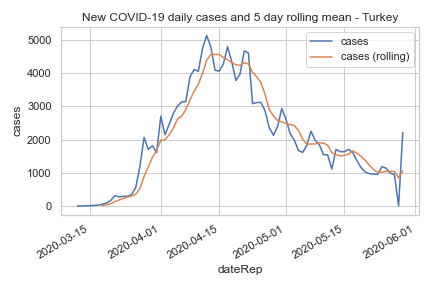 New COVID-19 daily cases and 5 day rolling mean - Turkey
cases
cases (rolling)
cases
5000
4000
3000
2000
1000
0
2020-03-15
2020-04-01
2020-04-15
2020-05-01
2020-05-15
2020-06-01
dateRep